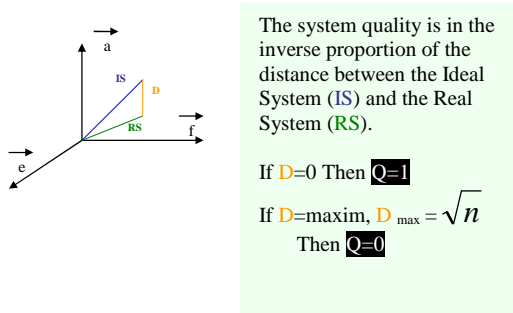 a
IS
D
RS
f
e
The system quality is in the
inverse proportion of the
distance between the Ideal
System (IS) and the Real
System (RS).
If D=0 Then Q=1
If D=maxim, D max = √n
Then Q=0